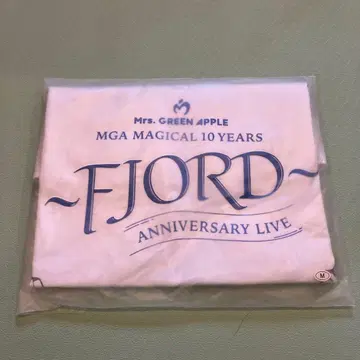 Mrs. GREEN APPLE
MGA MAGICAL 10 YEARS
~FJORD~
ANNIVERSARY LIVE
M